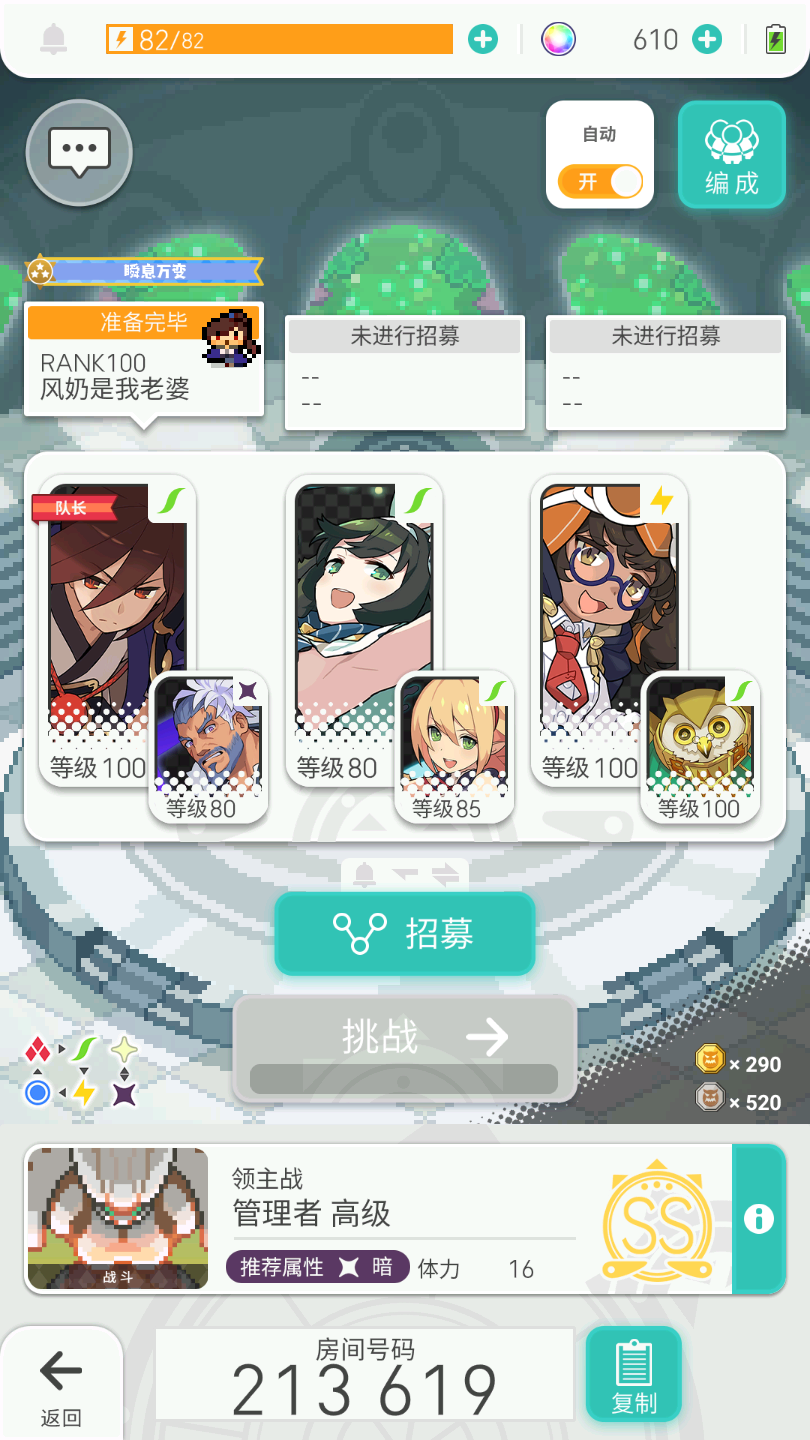 82/82
610
自动
开
编成
瞬息万变
准备完毕
RANK100
风奶是我老婆
未进行招募
--
--
未进行招募
--
--
队长
等级100
等级80
等级80
等级85
等级100
等级100
招募
挑战
× 290
× 520
战斗
领主战
管理者 高级
推荐属性 暗 体力 16
SS
房间号码
213 619
复制
返回